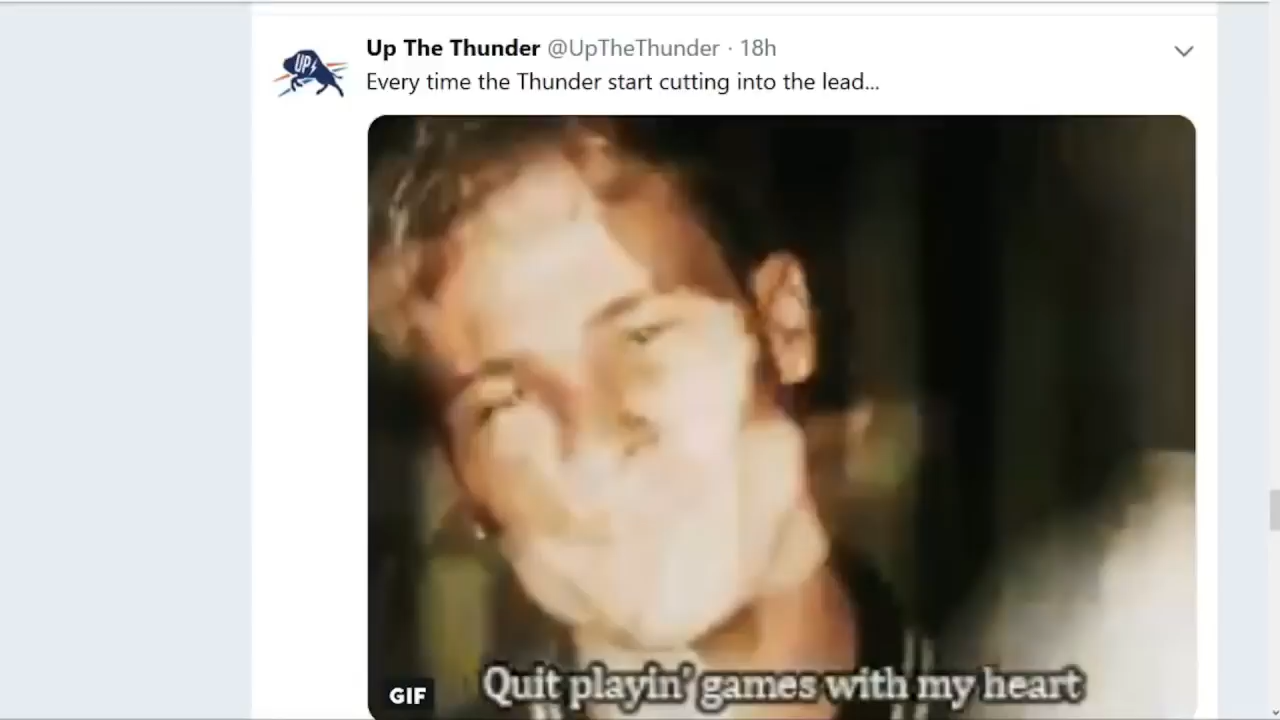 Up The Thunder @UpTheThunder · 18h
UP
Every time the Thunder start cutting into the lead...
Quit playin' games with my heart
GIF